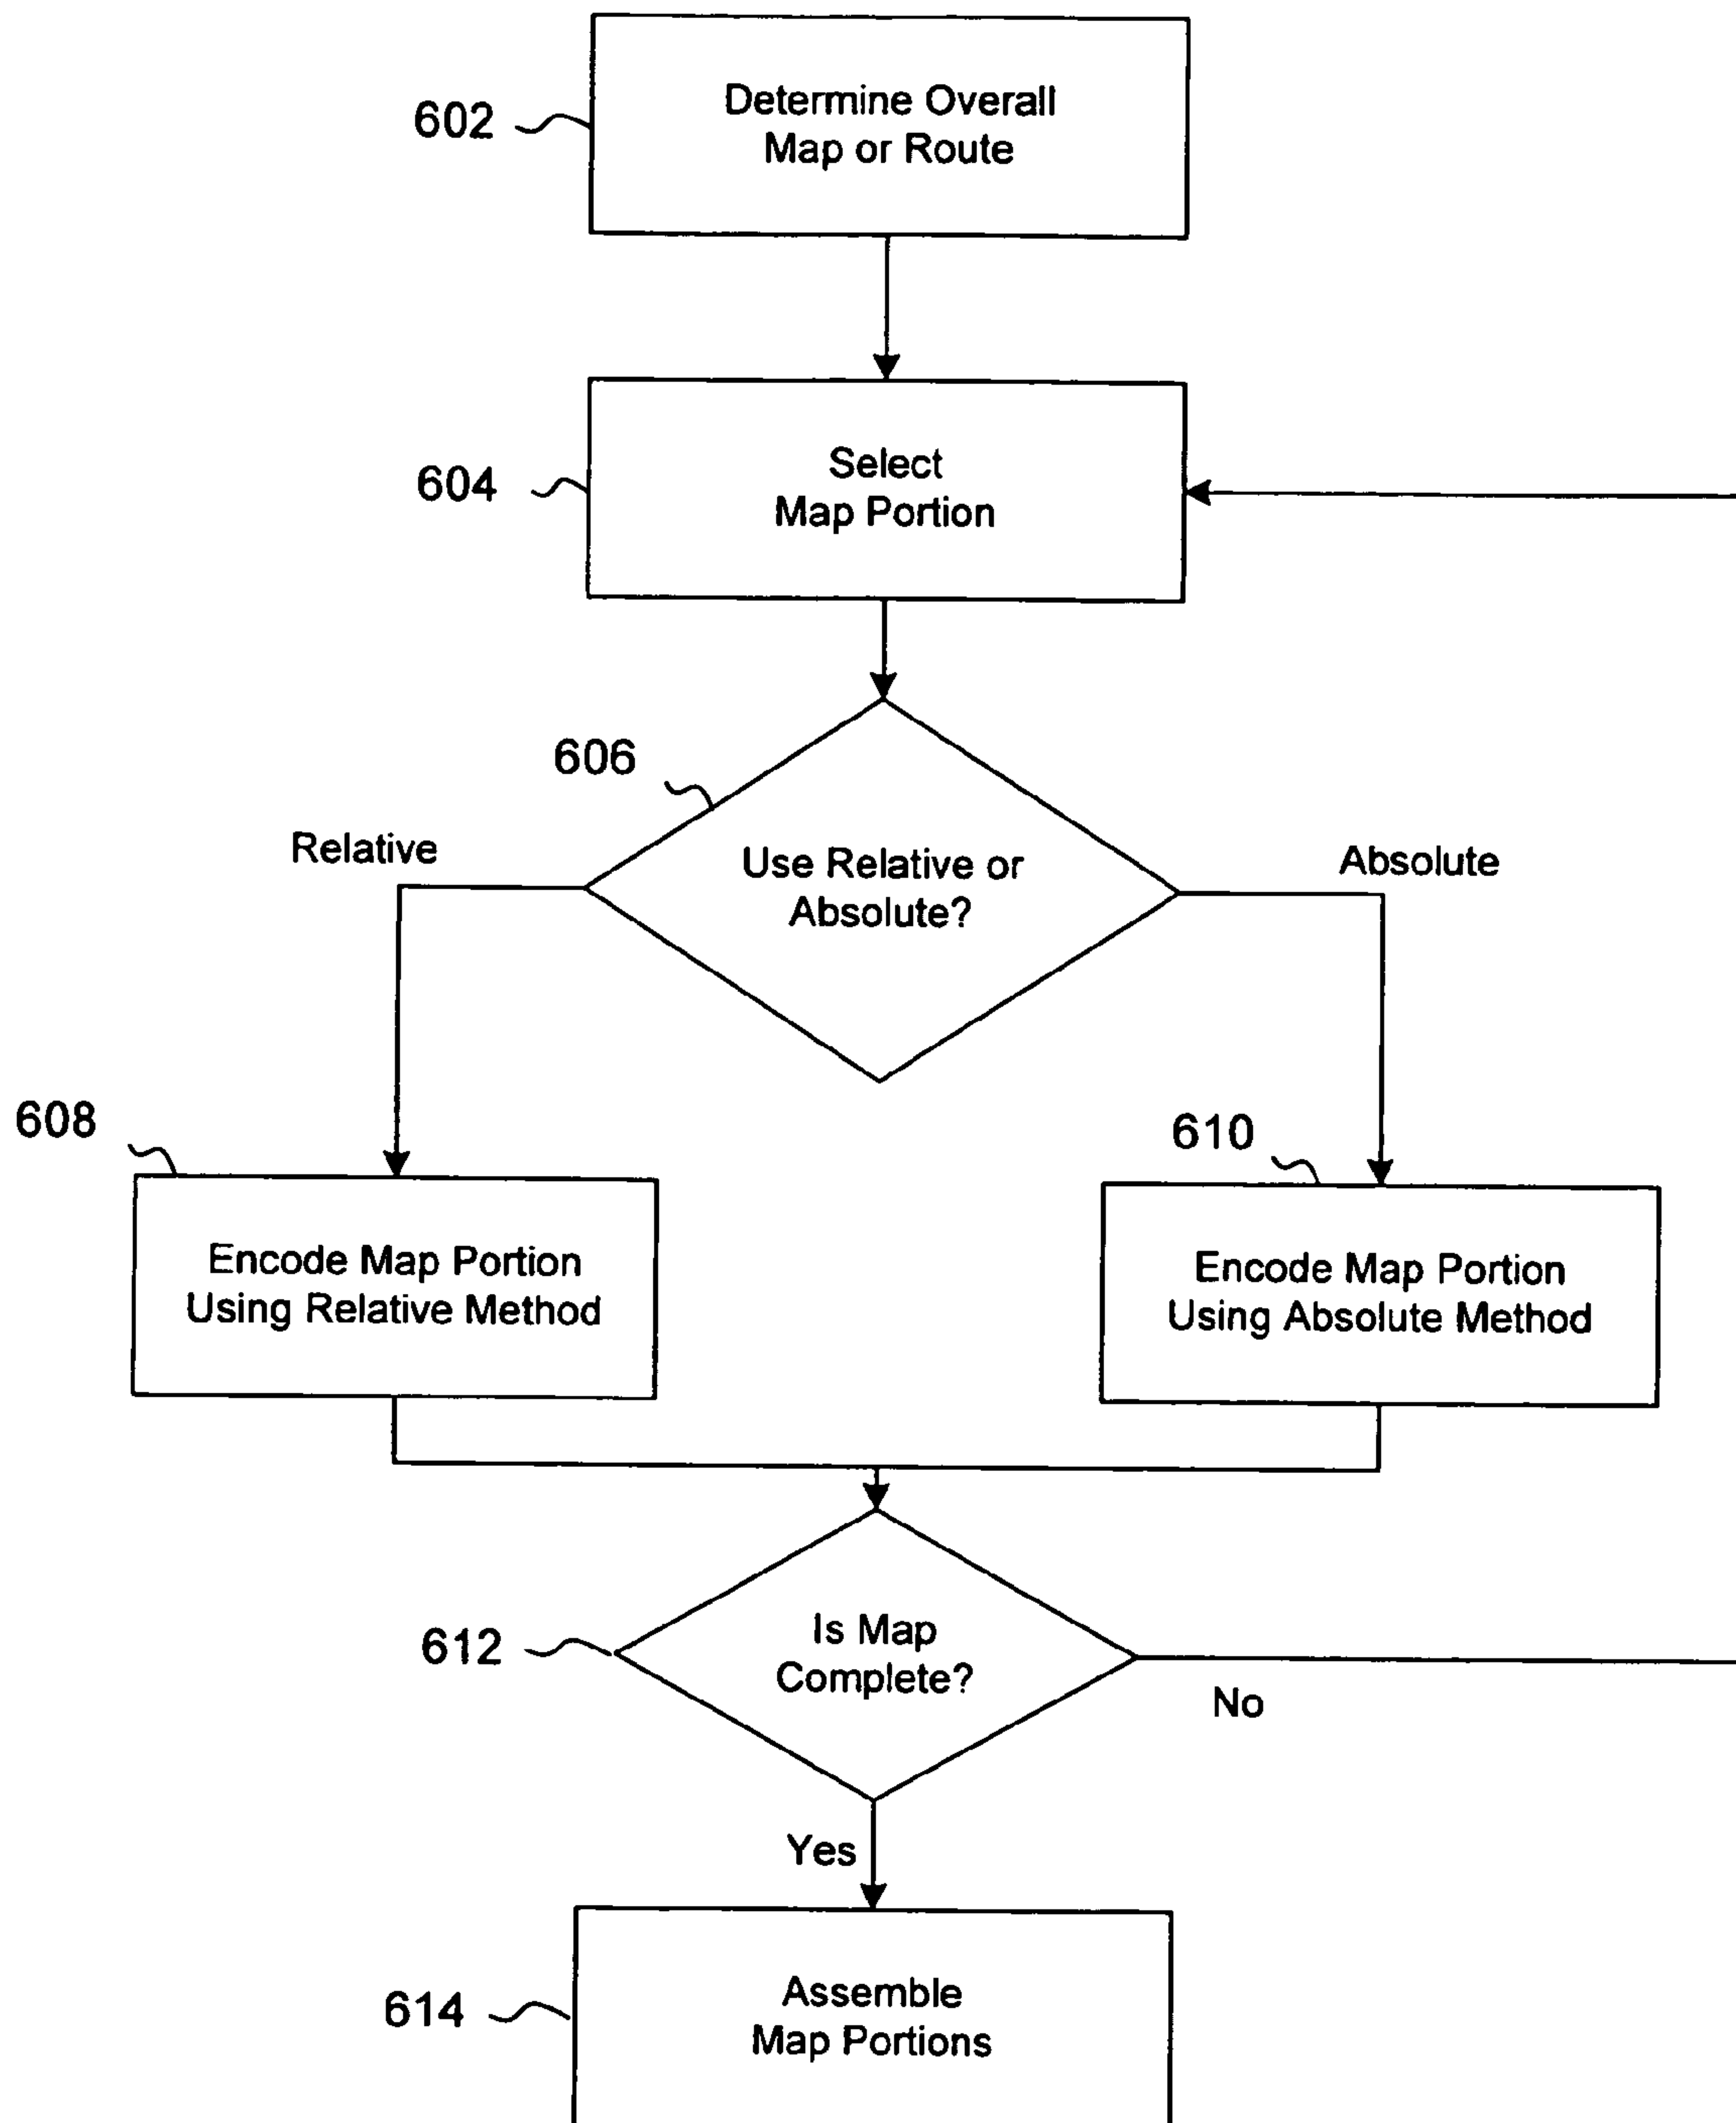 602
Determine Overall
Map or Route
604
Select
Map Portion
606
Relative
Use Relative or
Absolute?
Absolute
608
610
Encode Map Portion
Using Relative Method
Encode Map Portion
Using Absolute Method
612
Is Map
Complete?
No
Yes
614
Assemble
Map Portions